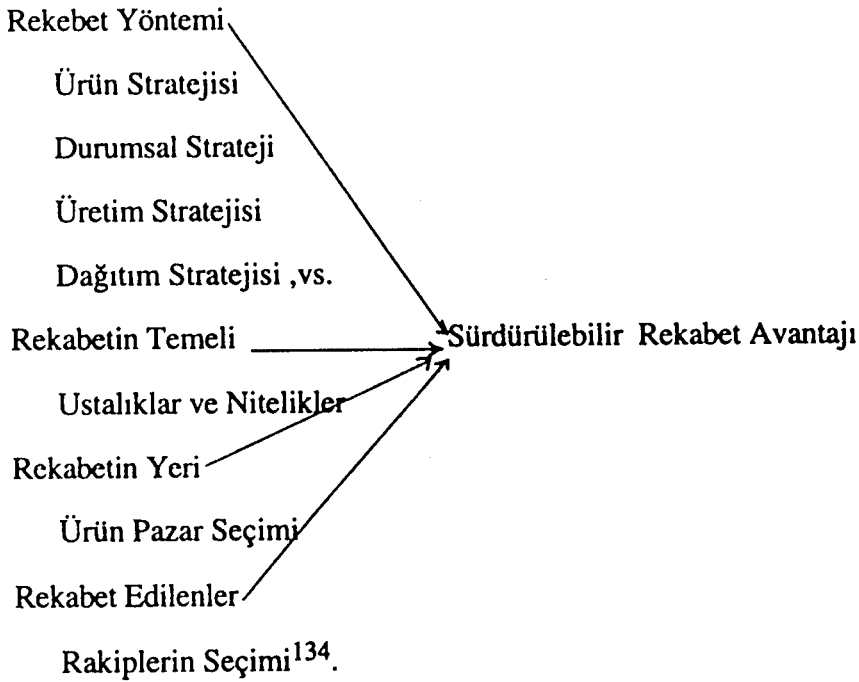 Rekebet Yöntemi
Ürün Stratejisi
Durumsal Strateji
Üretim Stratejisi
Dağıtım Stratejisi ,vs.
Rekabetin Temeli
Sürdürülebilir Rekabet Avantajı
Ustalıklar ve Nitelikler
Rekabetin Yeri
Ürün Pazar Seçimi
Rekabet Edilenler
Rakiplerin Seçimi134.